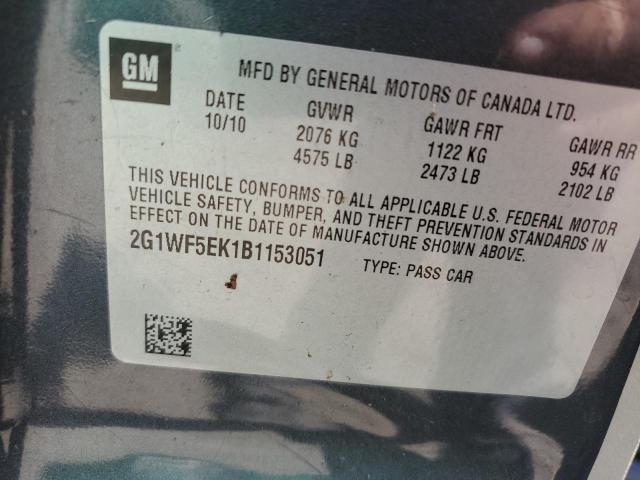 GM
MFD BY GENERAL MOTORS OF CANADA LTD.
DATE GVWR GAWR FRT GAWR RR
10/10 2076 KG 1122 KG 954 KG
4575 LB 2473 LB 2102 LB
THIS VEHICLE CONFORMS TO ALL APPLICABLE U.S. FEDERAL MOTOR
VEHICLE SAFETY, BUMPER, AND THEFT PREVENTION STANDARDS IN
EFFECT ON THE DATE OF MANUFACTURE SHOWN ABOVE.
2G1WF5EK1B1153051 TYPE: PASS CAR